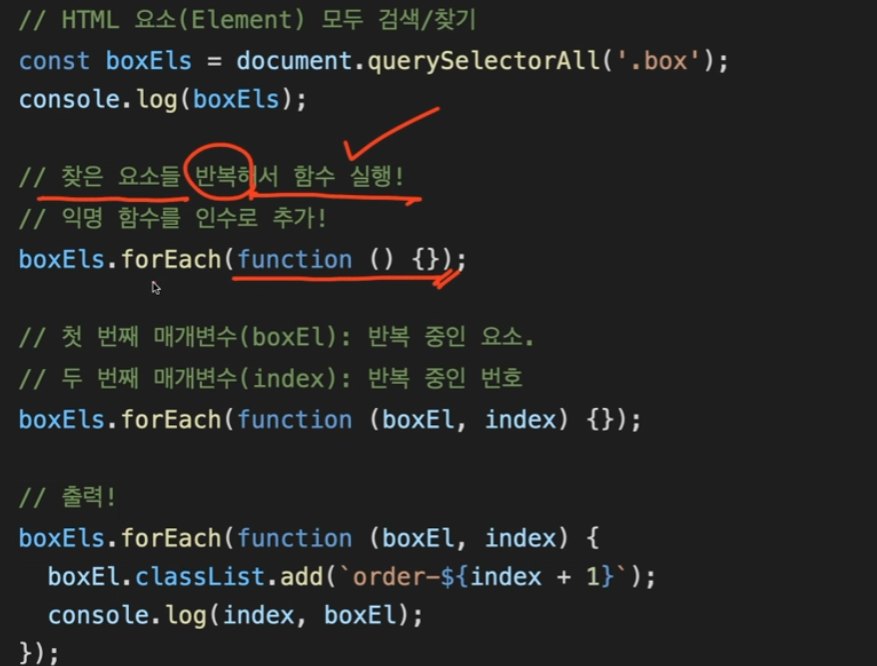 // HTML 요소(Element) 모두 검색/찾기
const boxEls = document.querySelectorAll('.box');
console.log(boxEls);
// 찾은 요소들 반복해서 함수 실행!
// 익명 함수를 인수로 추가!
boxEls.forEach(function () {});
// 첫 번째 매개변수(boxEl): 반복 중인 요소.
// 두 번째 매개변수(index): 반복 중인 번호
boxEls.forEach(function (boxEl, index) {});
// 출력!
boxEls.forEach(function (boxEl, index) {
  boxEl.classList.add(`order-${index + 1}`);
  console.log(index, boxEl);
});